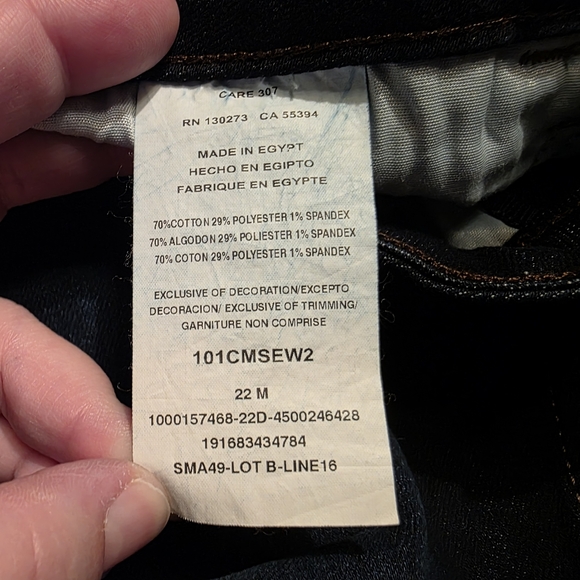 CARE 307
RN 130273 CA 55394
MADE IN EGYPT
HECHO EN EGIPTO
FABRIQUE EN EGYPTE
70%COTTON 29% POLYESTER 1% SPANDEX
70% ALGODON 29% POLIESTER 1% SPANDEX
70% COTON 29% POLYESTER 1% SPANDEX
EXCLUSIVE OF DECORATION/EXCEPTO
DECORACION/ EXCLUSIVE OF TRIMMING/
GARNITURE NON COMPRISE
101CMSEW2
22 M
1000157468-22D-4500246428
191683434784
SMA49-LOT B-LINE16